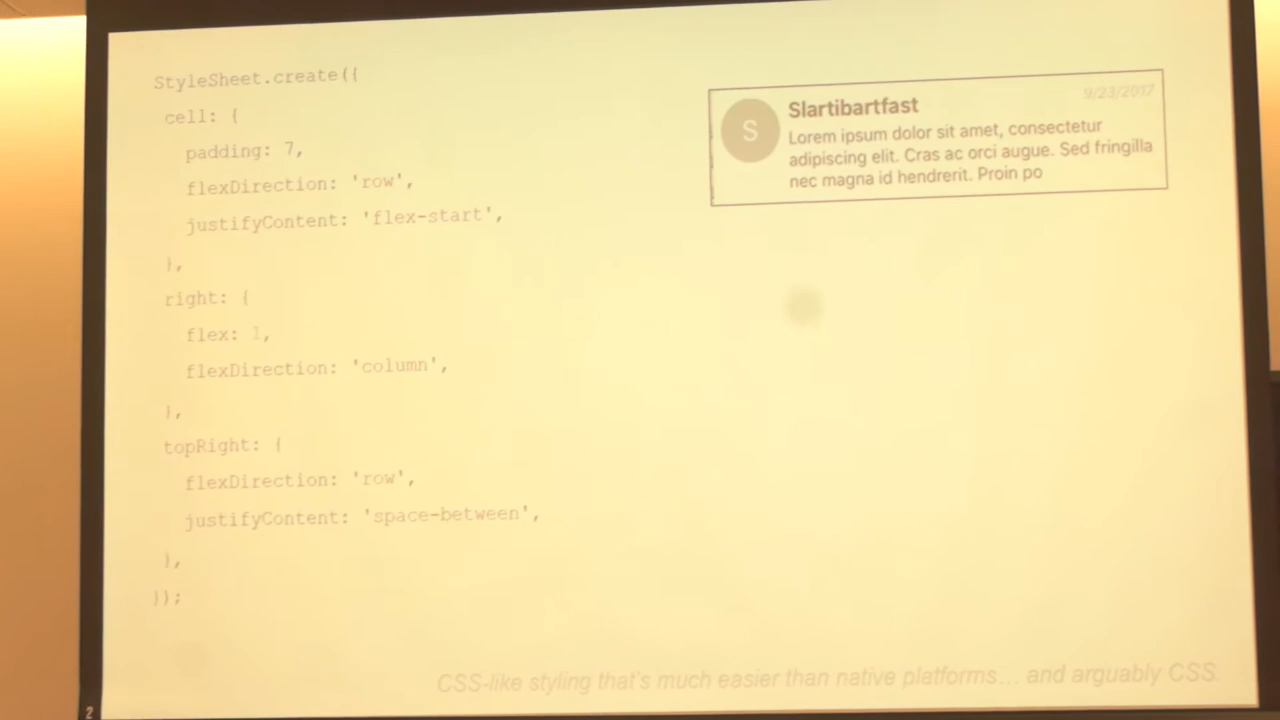 StyleSheet.create({
cell: {
padding: 7,
flexDirection: 'row',
justifyContent: 'flex-start',
},
right: {
flex: 1,
flexDirection: 'column',
},
topRight: {
flexDirection: 'row',
justifyContent: 'space-between',
},
});
S
Slartibartfast
9/23/2017
Lorem ipsum dolor sit amet, consectetur
adipiscing elit. Cras ac orci augue. Sed fringilla
nec magna id hendrerit. Proin po
CSS-like styling that's much easier than native platforms... and arguably CSS.
2